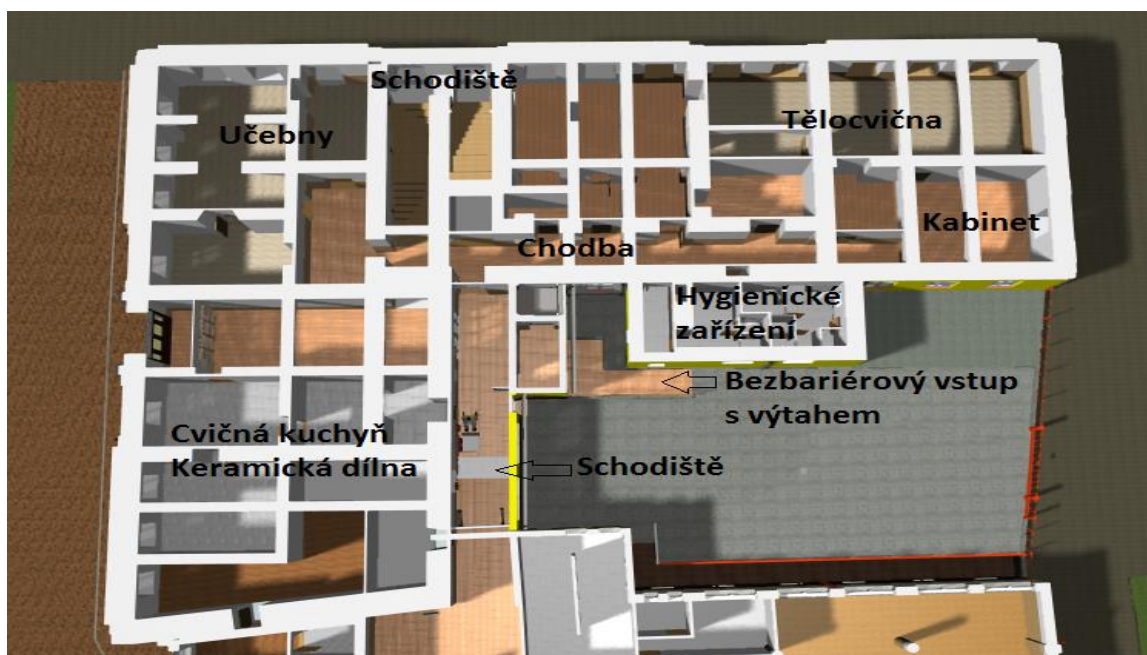 Schodiště
Učebny
Tělocvična
Kabinet
Chodba
Hygienické
zařízení
Bezbariérový vstup
s výtahem
Cvičná kuchyň
Keramická dílna
Schodiště